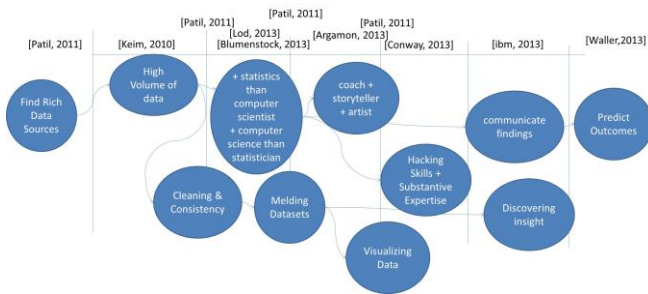 [Patil, 2011]
[Patil, 2011]
[Patil, 2011]
[Lod, 2013]
[Argamon, 2013]
[Patil, 2011]
[Keim, 2010]
[Blumenstock, 2013]
[Conway, 2013]
[ibm, 2013]
[Waller,2013]
High
Volume of
data
+ statistics than
computer
scientist
+ computer
science than
statistician
coach +
storyteller
+ artist
Find Rich
Data
Sources
communicate
findings
Predict
Outcomes
Cleaning &
Consistency
Melding
Datasets
Hacking
Skills +
Substantive
Expertise
Discovering
insight
Visualizing
Data